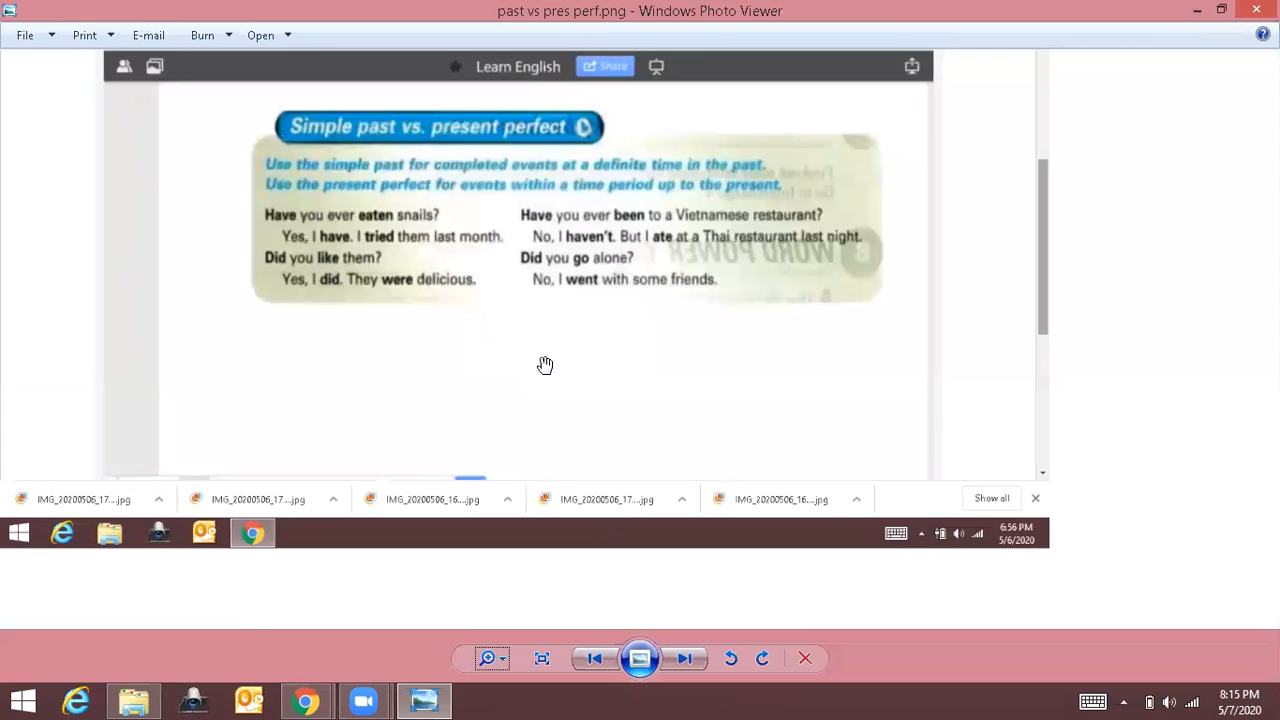 past vs pres perf.png - Windows Photo Viewer
File Print E-mail Burn Open
Learn English Share
Simple past vs. present perfect
Use the simple past for completed events at a definite time in the past.
Use the present perfect for events within a time period up to the present.
Have you ever eaten snails?
Yes, I have. I tried them last month.
Did you like them?
Yes, I did. They were delicious.
Have you ever been to a Vietnamese restaurant?
No, I haven't. But I ate at a Thai restaurant last night.
Did you go alone?
No, I went with some friends.
WORD POWER
IMG_20200506_17....jpg IMG_20200506_17....jpg IMG_20200506_16....jpg IMG_20200506_17....jpg IMG_20200506_16....jpg Show all
6:56 PM
5/6/2020
8:15 PM
5/7/2020